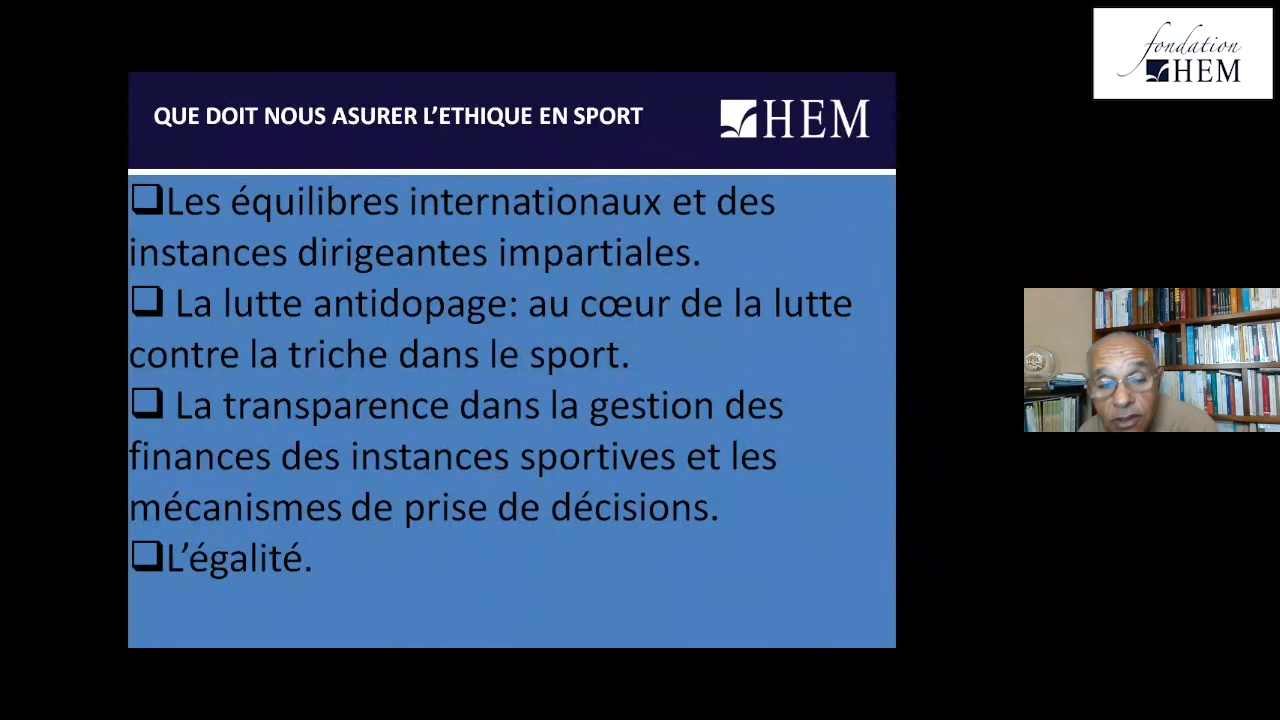 fondation
HEM
QUE DOIT NOUS ASURER L’ETHIQUE EN SPORT
HEM
❑Les équilibres internationaux et des
instances dirigeantes impartiales.
❑ La lutte antidopage: au cœur de la lutte
contre la triche dans le sport.
❑ La transparence dans la gestion des
finances des instances sportives et les
mécanismes de prise de décisions.
❑L’égalité.